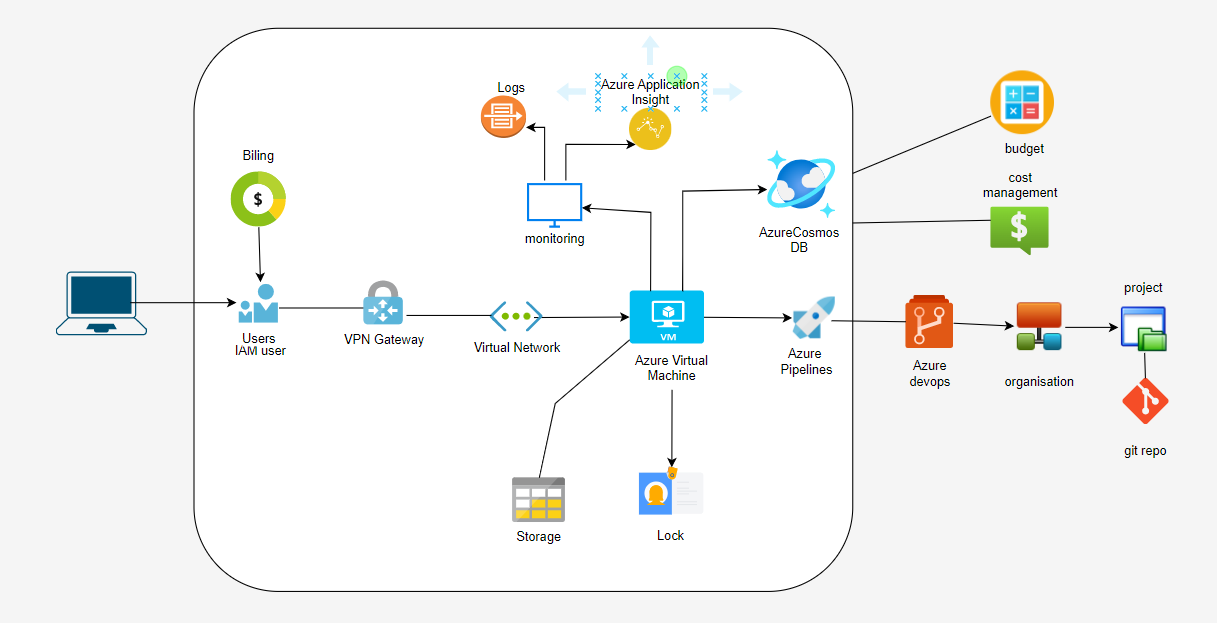 Logs
Azure Application
Insight
Biling
$
monitoring
AzureCosmos
DB
budget
cost
management
$
Users
IAM user
VPN Gateway
Virtual Network
VM
Azure Virtual
Machine
Azure
Pipelines
Azure
devops
organisation
project
git repo
Storage
Lock